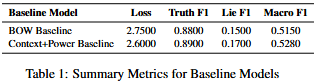 Baseline Model Loss Truth F1 Lie F1 Macro F1
BOW Baseline 2.7500 0.8800 0.1500 0.5150
Context+Power Baseline 2.6000 0.8900 0.1700 0.5280
Table 1: Summary Metrics for Baseline Models